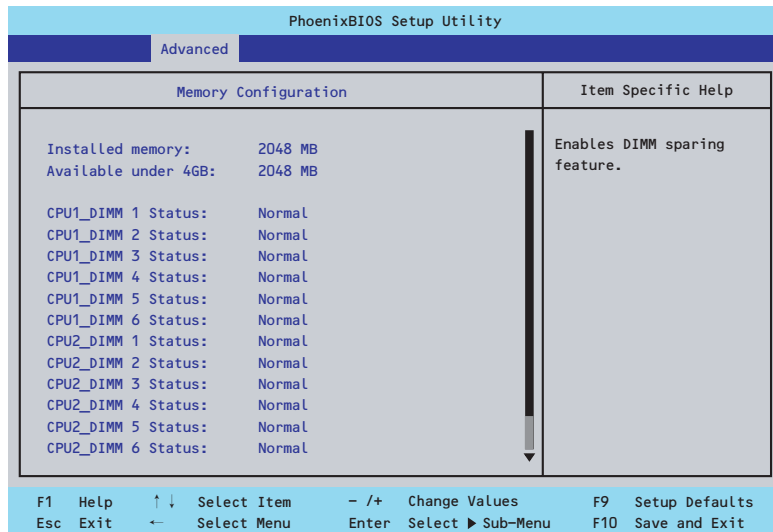 PhoenixBIOS Setup Utility
Advanced
Memory Configuration
Item Specific Help
Installed memory: 2048 MB
Available under 4GB: 2048 MB
Enables DIMM sparing
feature.
CPU1_DIMM 1 Status: Normal
CPU1_DIMM 2 Status: Normal
CPU1_DIMM 3 Status: Normal
CPU1_DIMM 4 Status: Normal
CPU1_DIMM 5 Status: Normal
CPU1_DIMM 6 Status: Normal
CPU2_DIMM 1 Status: Normal
CPU2_DIMM 2 Status: Normal
CPU2_DIMM 3 Status: Normal
CPU2_DIMM 4 Status: Normal
CPU2_DIMM 5 Status: Normal
CPU2_DIMM 6 Status: Normal
F1 Help ↑↓ Select Item – /+ Change Values F9 Setup Defaults
Esc Exit ← Select Menu Enter Select ▶ Sub-Menu F10 Save and Exit